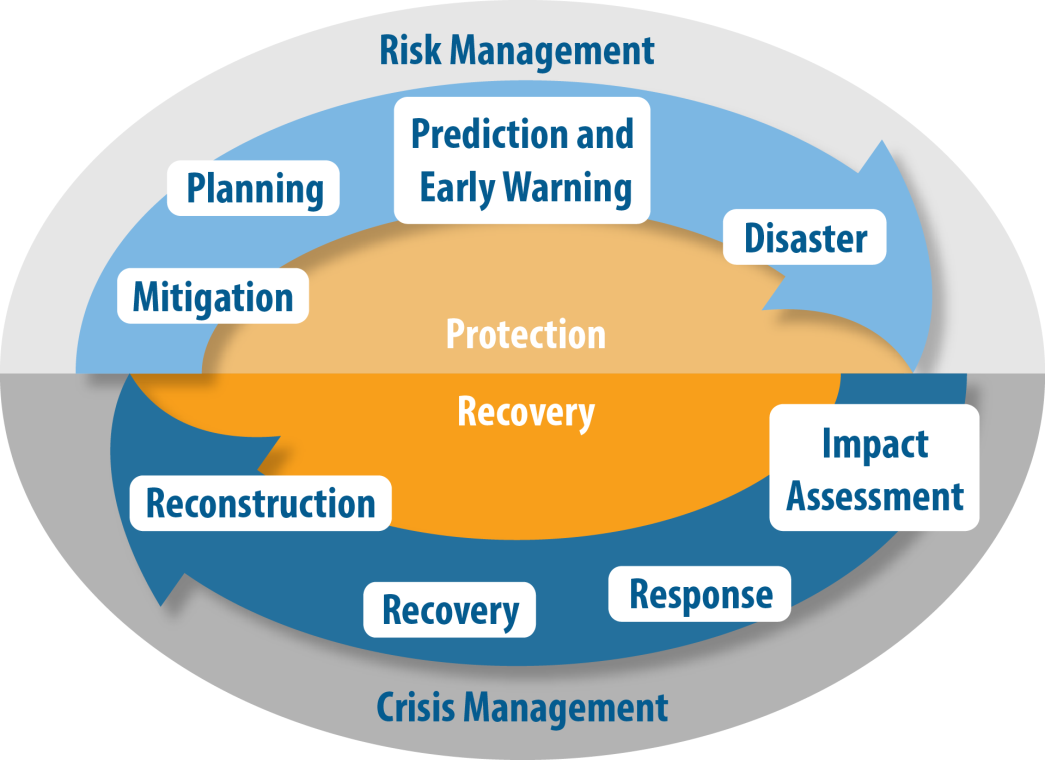 Risk Management
Prediction and
Early Warning
Planning
Disaster
Mitigation
Protection
Recovery
Impact
Assessment
Reconstruction
Response
Recovery
Crisis Management